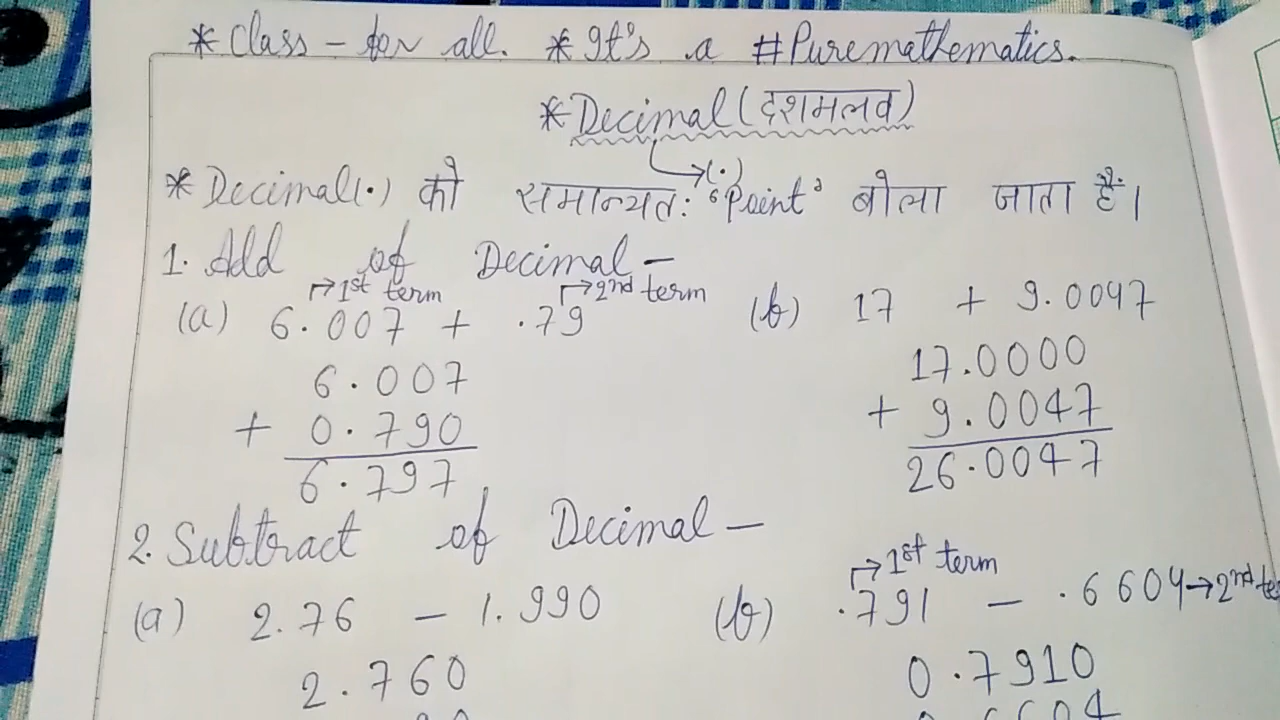 * Class - for all. * It's a #Puremathematics.
* Decimal (दशमलव)
→(.)
* Decimal(.) को समान्यत: 'Point' बोला जाता है।
1. Add of Decimal -
→1st term →2nd term
(a) 6.007 + .79 (b) 17 + 9.0047
6.007 17.0000
+ 0.790 + 9.0047
6.797 26.0047
2. Subtract of Decimal -
→1st term
(a) 2.76 - 1.990 (b) .791 - .6604→2nd te
2.760 0.7910